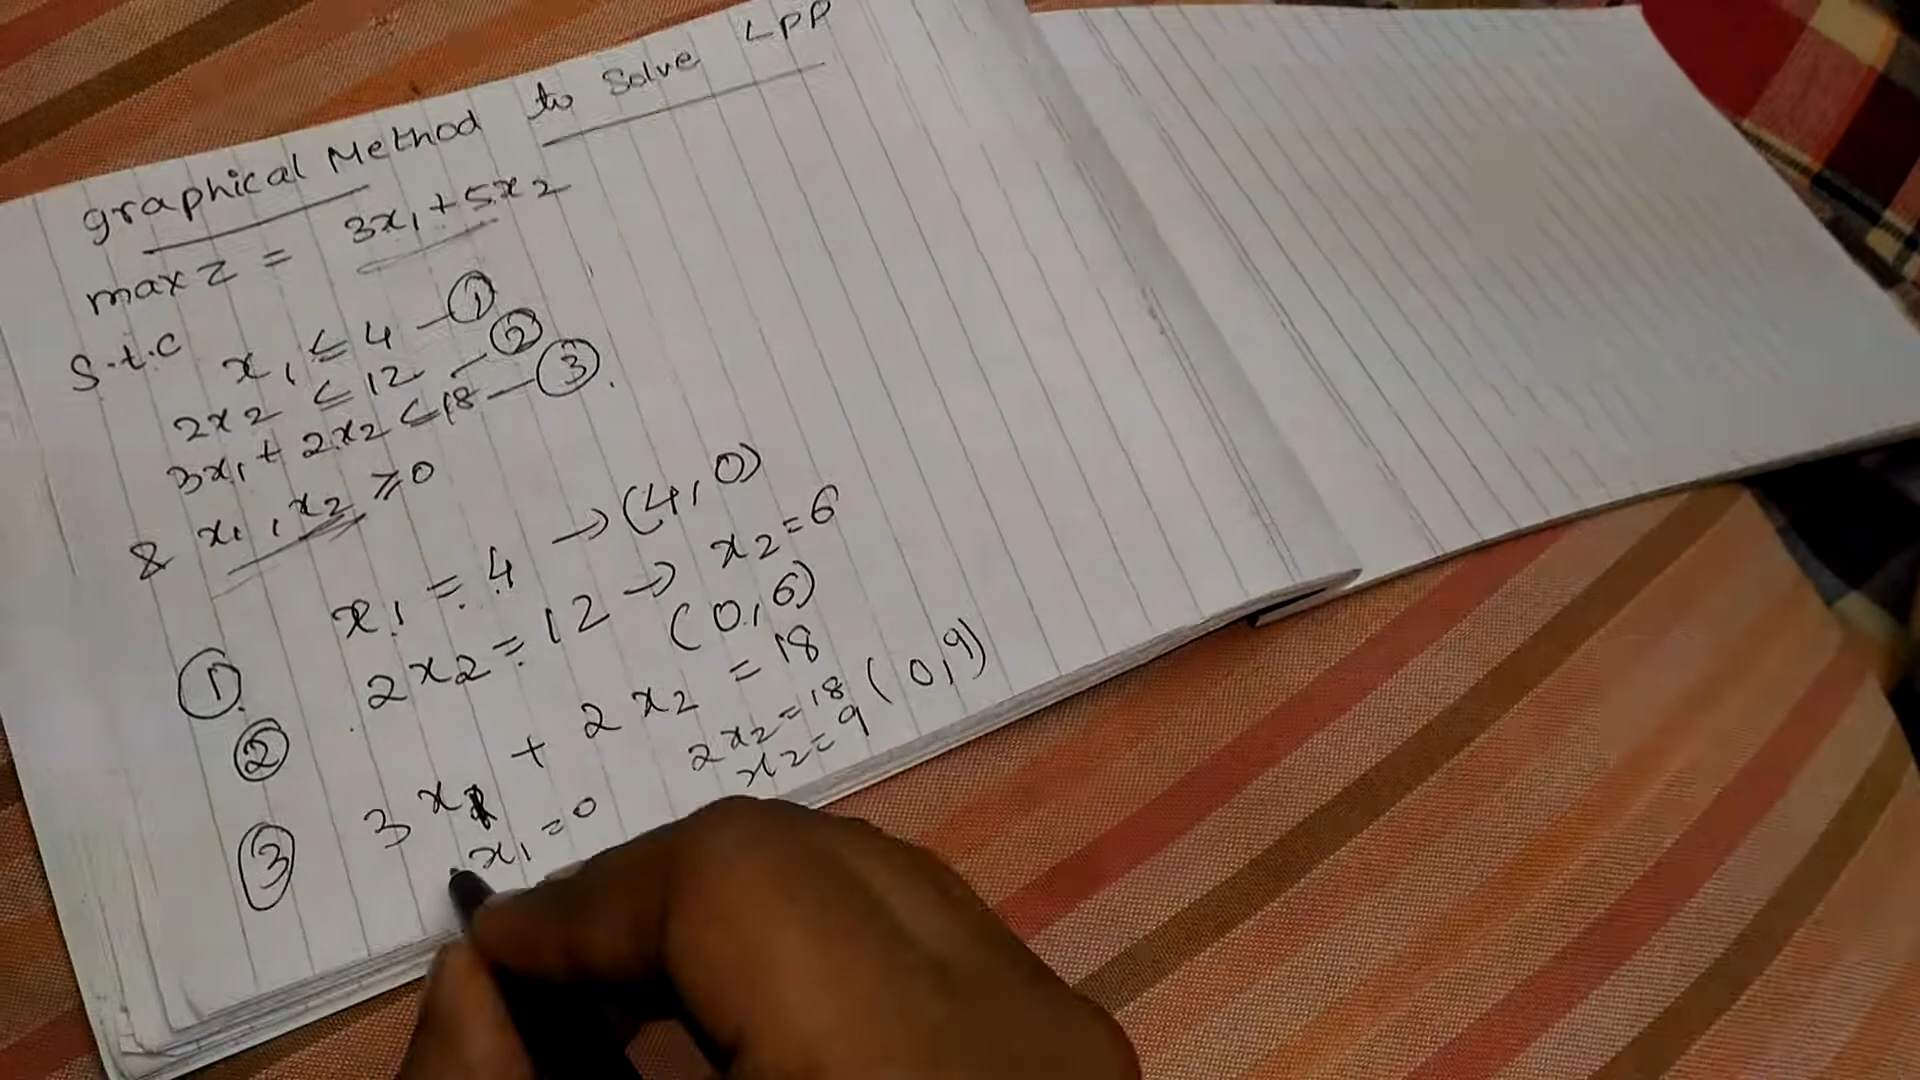 graphical Method to Solve LPP
max Z = 3x₁ + 5x₂
S.t.c x₁ ≤ 4 — ①
2x₂ ≤ 12 — ②
3x₁ + 2x₂ ≤ 18 — ③.
& x₁, x₂ ≥ 0
① x₁ = 4 → (4, 0)
② 2x₂ = 12 → x₂ = 6
(0, 6)
③ 3x₁ + 2x₂ = 18
x₁ = 0 2x₂ = 18 (0, 9)
x₂ = 9